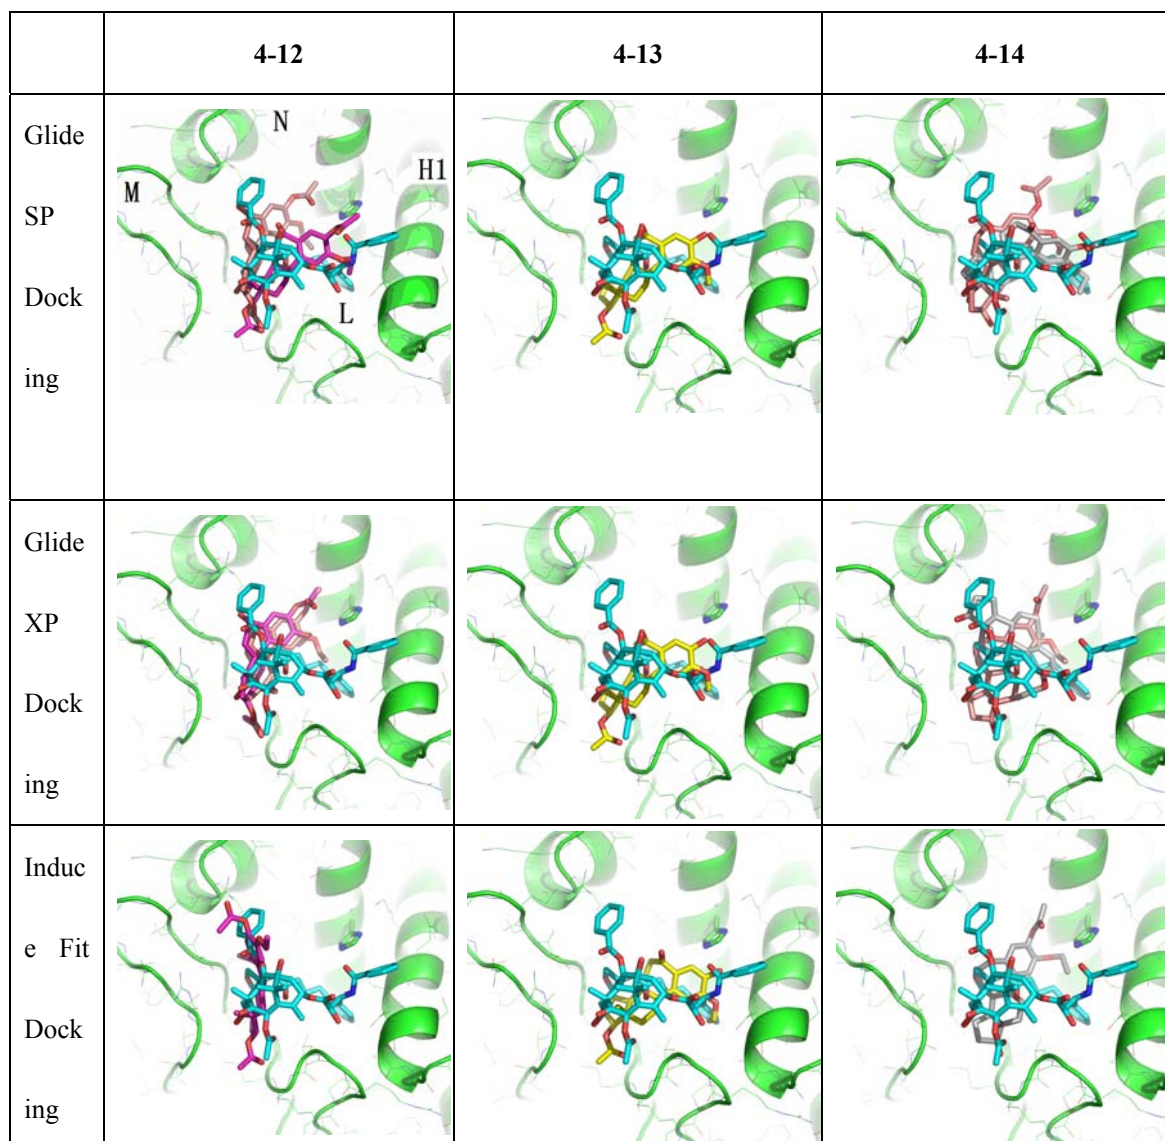 4-12 4-13 4-14
Glide
SP
Dock
ing
N
H1
M
L
Glide
XP
Dock
ing
Induc
e Fit
Dock
ing